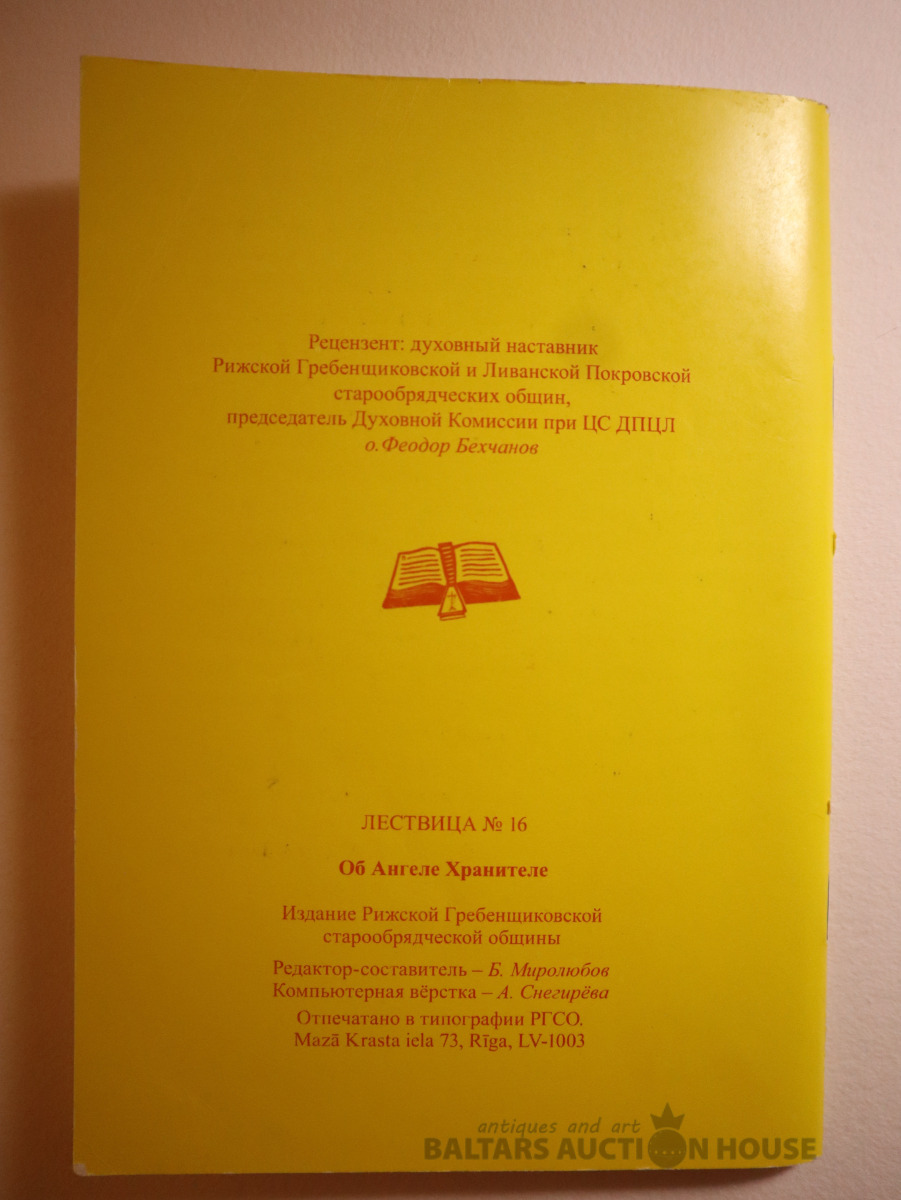 Рецензент: духовный наставник
Рижской Гребенщиковской и Ливанской Покровской
старообрядческих общин,
председатель Духовной Комиссии при ЦС ДПЦЛ
о.Феодор Бехчанов
ЛЕСТВИЦА № 16
Об Ангеле Хранителе
Издание Рижской Гребенщиковской
старообрядческой общины
Редактор-составитель – Б. Миролюбов
Компьютерная вёрстка – А. Снегирёва
Отпечатано в типографии РГСО.
Mazā Krasta iela 73, Rīga, LV-1003
antiques and art
BALTARS AUCTION HOUSE